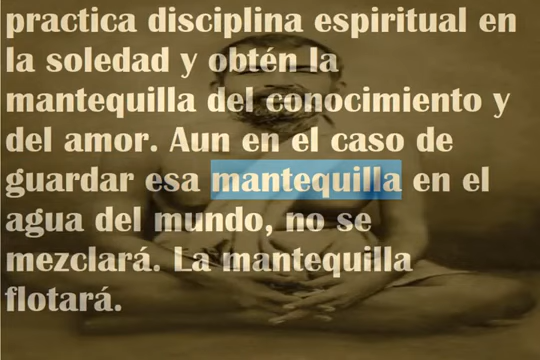 practica disciplina espiritual en
la soledad y obtén la
mantequilla del conocimiento y
del amor. Aun en el caso de
guardar esa mantequilla en el
agua del mundo, no se
mezclará. La mantequilla
flotará.